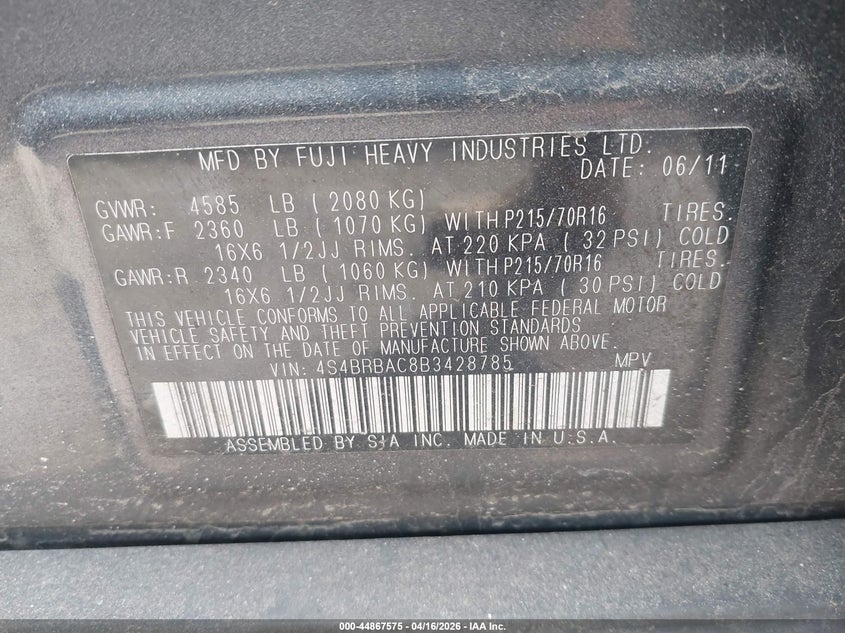 MFD BY FUJI HEAVY INDUSTRIES LTD.
DATE: 06/11
GVWR: 4585 LB ( 2080 KG)
GAWR:F 2360 LB ( 1070 KG) WITH P215/70R16 TIRES.
16X6 1/2JJ RIMS. AT 220 KPA ( 32 PSI) COLD
GAWR:R 2340 LB ( 1060 KG) WITH P215/70R16 TIRES.
16X6 1/2JJ RIMS. AT 210 KPA ( 30 PSI) COLD
THIS VEHICLE CONFORMS TO ALL APPLICABLE FEDERAL MOTOR
VEHICLE SAFETY AND THEFT PREVENTION STANDARDS
IN EFFECT ON THE DATE OF MANUFACTURE SHOWN ABOVE.
VIN: 4S4BRBAC8B3428785 MPV
ASSEMBLED BY SIA INC. MADE IN U.S.A.
000-44867575 - 04/16/2026 - IAA Inc.